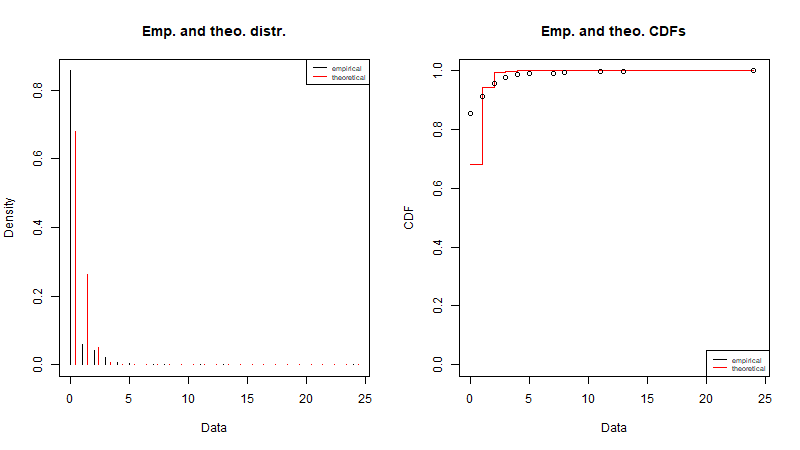 Emp. and theo. distr.
empirical
theoretical
Density
0.0
0.2
0.4
0.6
0.8
0
5
10
15
20
25
Data
Emp. and theo. CDFs
CDF
0.0
0.2
0.4
0.6
0.8
1.0
empirical
theoretical
0
5
10
15
20
25
Data